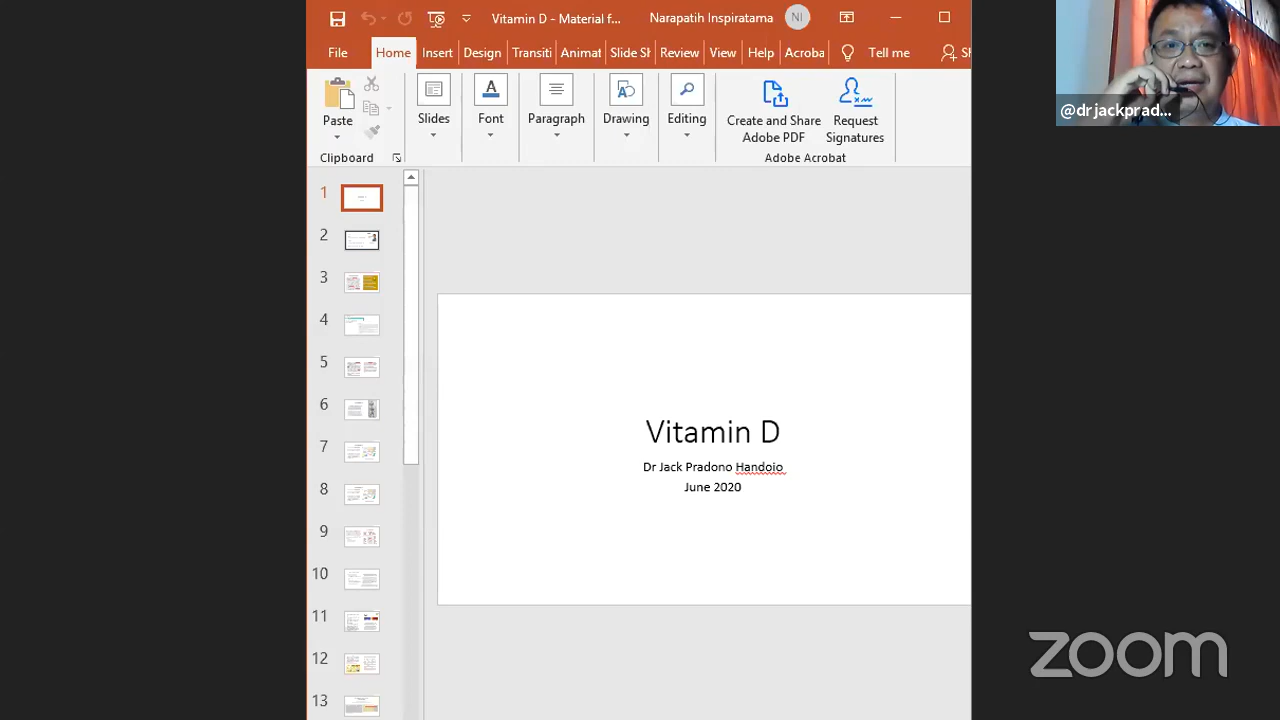 Vitamin D - Material f...
Narapath Inspiratama
NI
File
Home
Insert
Design
Transiti
Animat
Slide Sh
Review
View
Help
Acroba
Tell me
Sh
Paste
Clipboard
Slides
Font
Paragraph
Drawing
Editing
Create and Share
Adobe PDF
Request
Signatures
Adobe Acrobat
@drjackprad...
1
2
3
4
5
6
7
8
9
10
11
12
13
Vitamin D
Dr Jack Pradono Handojo
June 2020
zoom